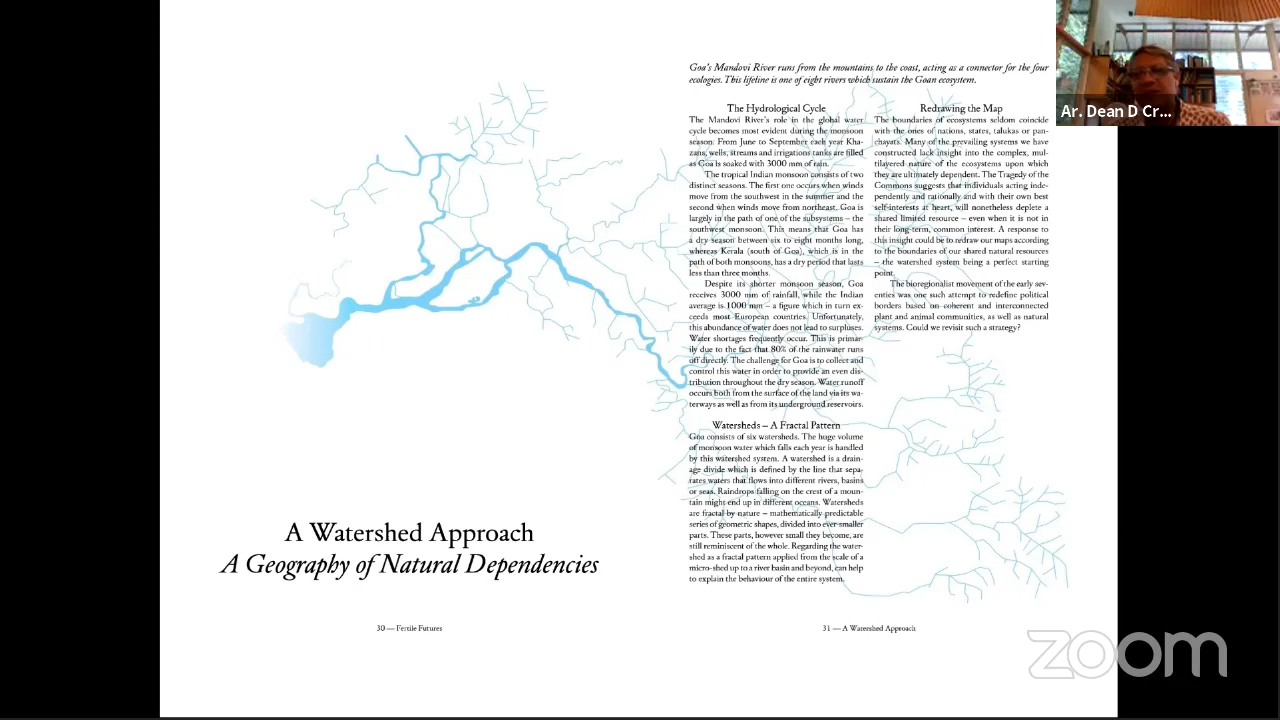 Goa's Mandovi River runs from the mountains to the coast, acting as a connector for the four
ecologies. This lifeline is one of eight rivers which sustain the Goan ecosystem.
The Hydrological Cycle
The Mandovi River's role in the global water
cycle becomes most evident during the monsoon
season. From June to September each year Kha-
zans, wells, streams and irrigations tanks are filled
as Goa is soaked with 3000 mm of rain.
The tropical Indian monsoon consists of two
distinct seasons. The first one occurs when winds
move from the southwest in the summer and the
second when winds move from northeast. Goa is
largely in the path of one of the subsystems – the
southwest monsoon. This means that Goa has
a dry season between six to eight months long,
whereas Kerala (south of Goa), which is in the
path of both monsoons, has a dry period that lasts
less than three months.
Despite its shorter monsoon season, Goa
receives 3000 mm of rainfall, while the Indian
average is 1000 mm – a figure which in turn ex-
ceeds most European countries. Unfortunately,
this abundance of water does not lead to surpluses.
Water shortages frequently occur. This is primar-
ily due to the fact that 80% of the rainwater runs
off directly. The challenge for Goa is to collect and
control this water in order to provide an even dis-
tribution throughout the dry season. Water runoff
occurs both from the surface of the land via its wa-
terways as well as from its underground reservoirs.
Watersheds – A Fractal Pattern
Goa consists of six watersheds. The huge volume
of monsoon water which falls each year is handled
by this watershed system. A watershed is a drain-
age divide which is defined by the line that sepa-
rates waters that flows into different rivers, basins
or seas. Raindrops falling on the crest of a moun-
tain might end up in different oceans. Watersheds
are fractal by nature – mathematically predictable
series of geometric shapes, divided into ever smaller
parts. These parts, however small they become, are
still reminiscent of the whole. Regarding the water-
shed as a fractal pattern applied from the scale of a
micro-shed up to a river basin and beyond, can help
to explain the behaviour of the entire system.
Redrawing the Map
The boundaries of ecosystems seldom coincide
with the ones of nations, states, talukas or pan-
chayats. Many of the prevailing systems we have
constructed lack insight into the complex, mul-
tilayered nature of the ecosystems upon which
they are ultimately dependent. The Tragedy of the
Commons suggests that individuals acting inde-
pendently and rationally and with their own best
self-interests at heart, will nonetheless deplete a
shared limited resource – even when it is not in
their long-term, common interest. A response to
this insight could be to redraw our maps according
to the boundaries of our shared natural resources
– the watershed system being a perfect starting
point.
The bioregionalist movement of the early sev-
enties was one such attempt to redefine political
borders based on coherent and interconnected
plant and animal communities, as well as natural
systems. Could we revisit such a strategy?
A Watershed Approach
A Geography of Natural Dependencies
30 — Fertile Futures
31 — A Watershed Approach
Ar. Dean D Cr...
zoom